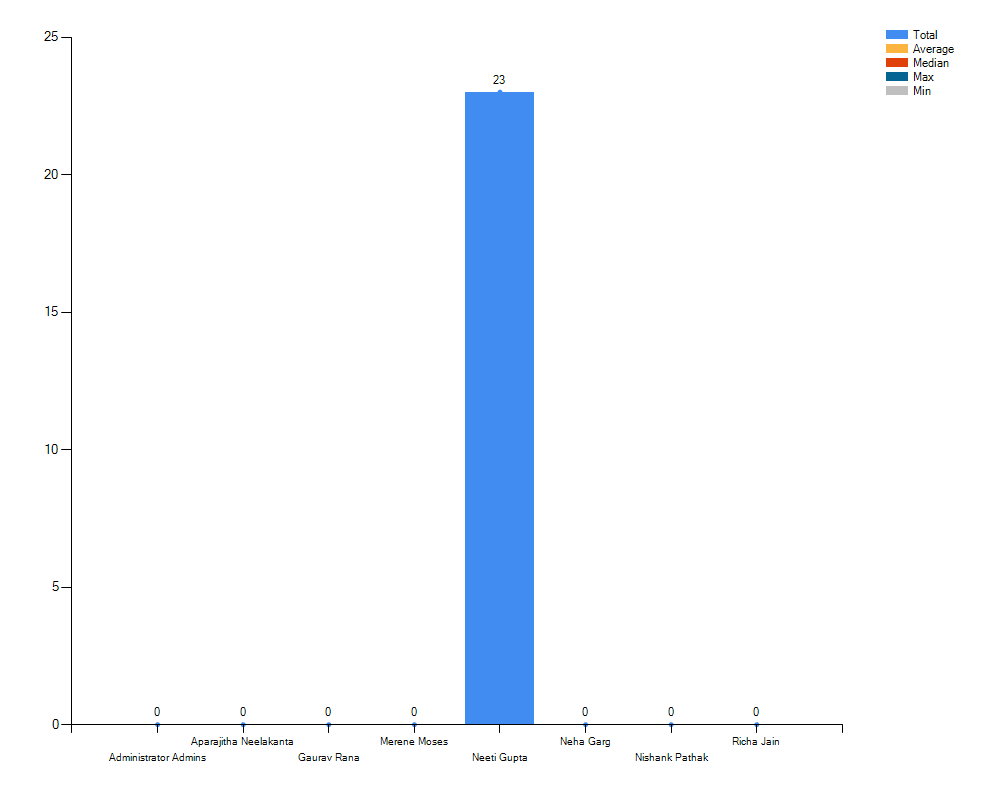 25
20
15
10
5
0
23
0
0
0
0
0
0
0
Administrator Admins
Aparajitha Neelakanta
Gaurav Rana
Merene Moses
Neeti Gupta
Neha Garg
Nishank Pathak
Richa Jain
Total
Average
Median
Max
Min